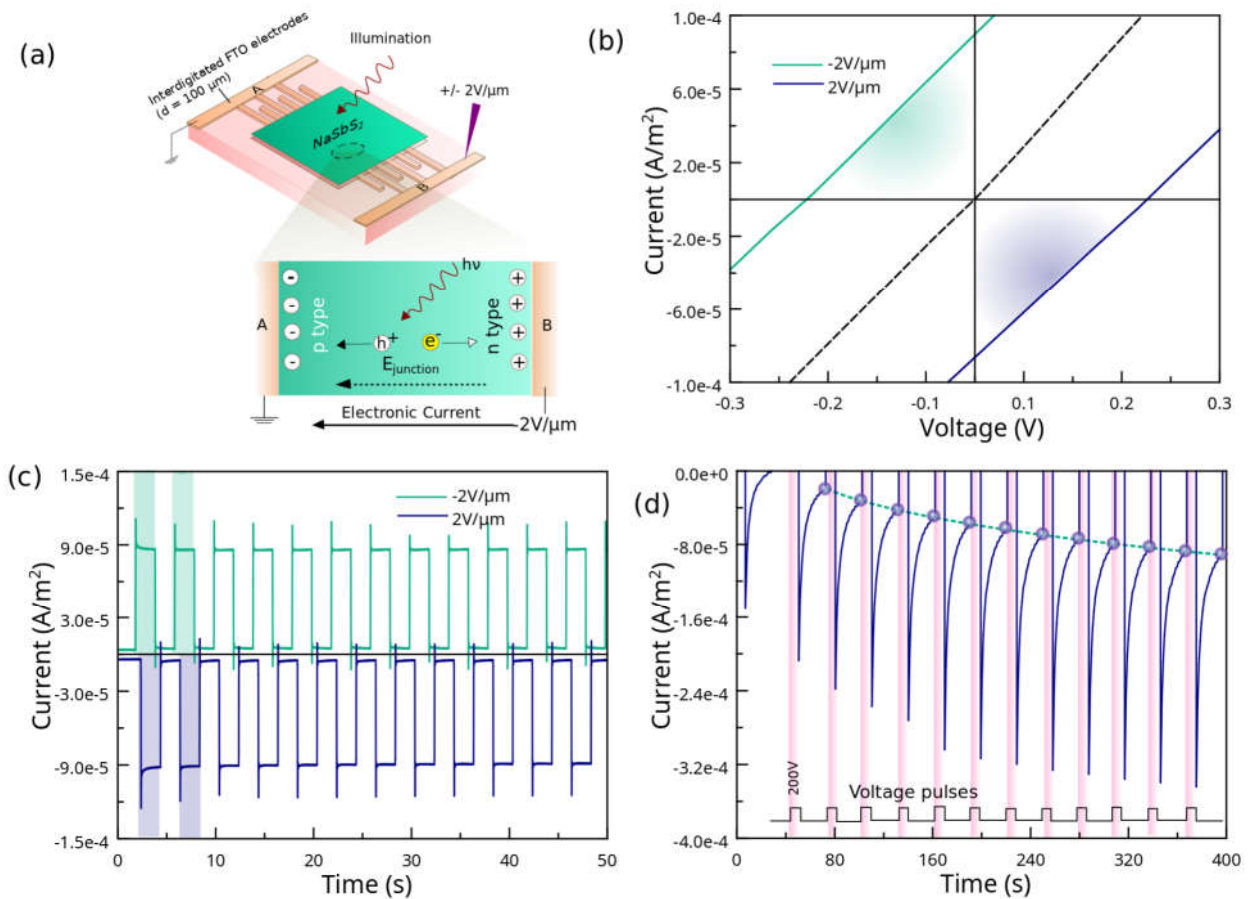 (a)
Interdigitated FTO electrodes
(d = 100 μm)
Illumination
+/- 2V/μm
A
NaSbS₂
B
hν
A
p type
n type
B
h⁺
e⁻
E_junction
Electronic Current
-2V/μm
(b)
-2V/μm
2V/μm
Current (A/m²)
1.0e-4
6.0e-5
2.0e-5
-2.0e-5
-6.0e-5
-1.0e-4
-0.3
-0.2
-0.1
0.1
0.2
0.3
Voltage (V)
(c)
-2V/μm
2V/μm
Current (A/m²)
1.5e-4
9.0e-5
3.0e-5
-3.0e-5
-9.0e-5
-1.5e-4
0
10
20
30
40
50
Time (s)
(d)
Current (A/m²)
0.0e+0
-8.0e-5
-1.6e-4
-2.4e-4
-3.2e-4
-4.0e-4
200V
Voltage pulses
0
80
160
240
320
400
Time (s)